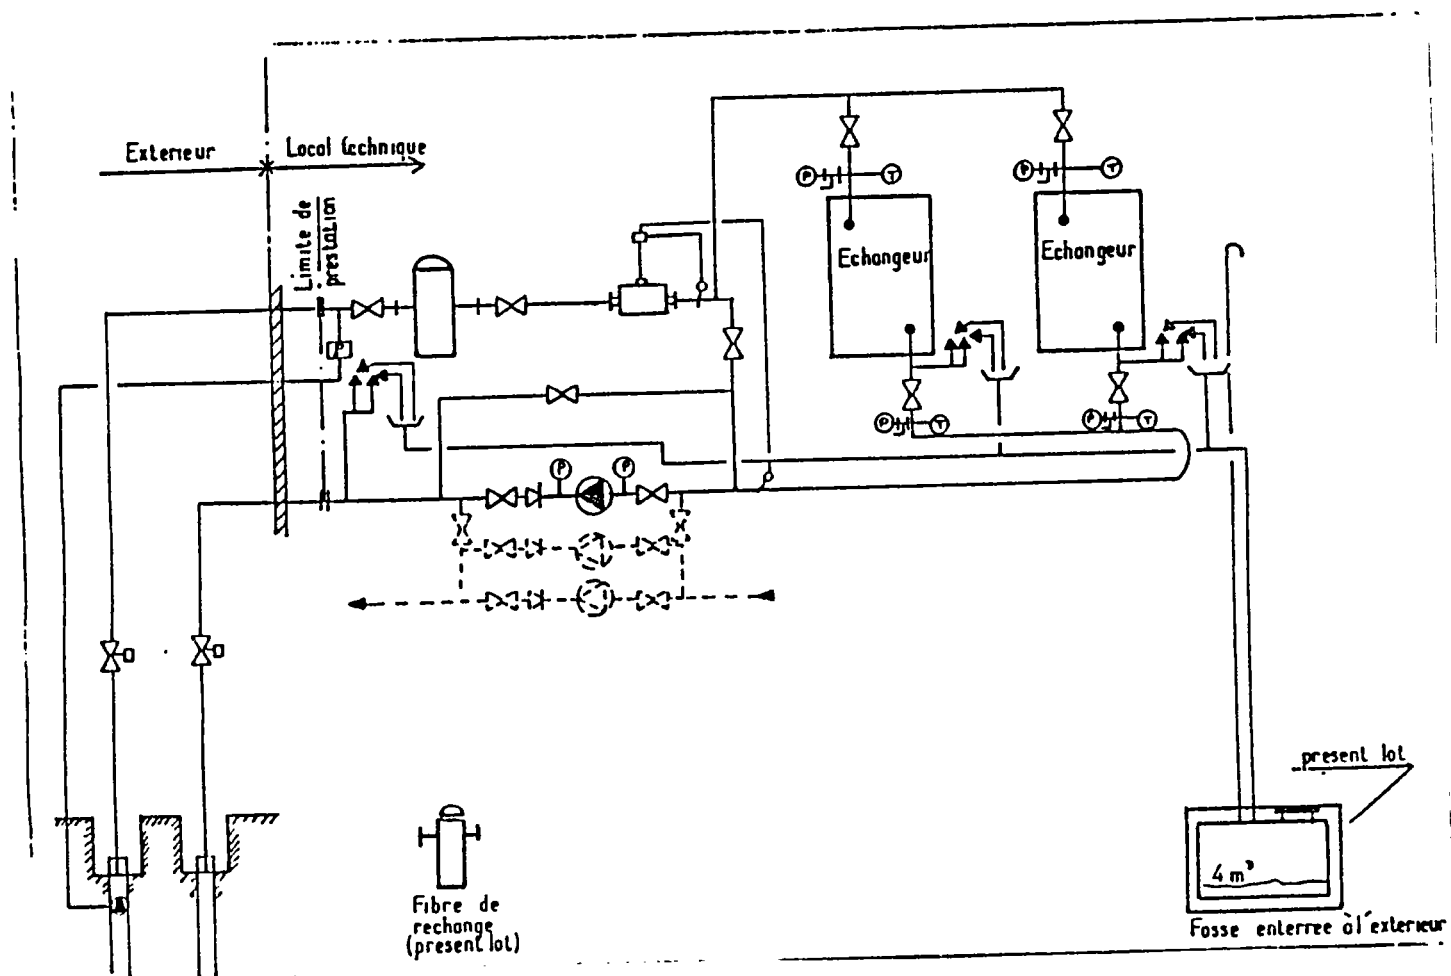 Exterieur
Local technique
Limite de
prestation
P
T
P
T
Echangeur
Echangeur
P
T
P
T
P
P
present lot
4 m³
Fosse enterree à l'exterieur
Fibre de
rechange
(present lot)